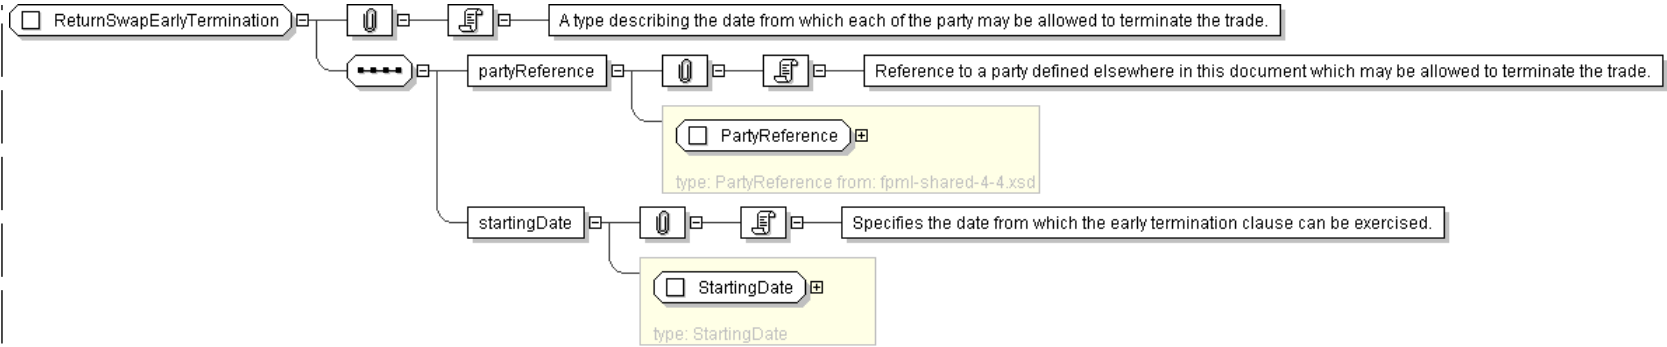 ReturnSwapEarlyTermination
A type describing the date from which each of the party may be allowed to terminate the trade.
partyReference
Reference to a party defined elsewhere in this document which may be allowed to terminate the trade.
PartyReference
type: PartyReference from: fpml-shared-4-4.xsd
startingDate
Specifies the date from which the early termination clause can be exercised.
StartingDate
type: StartingDate